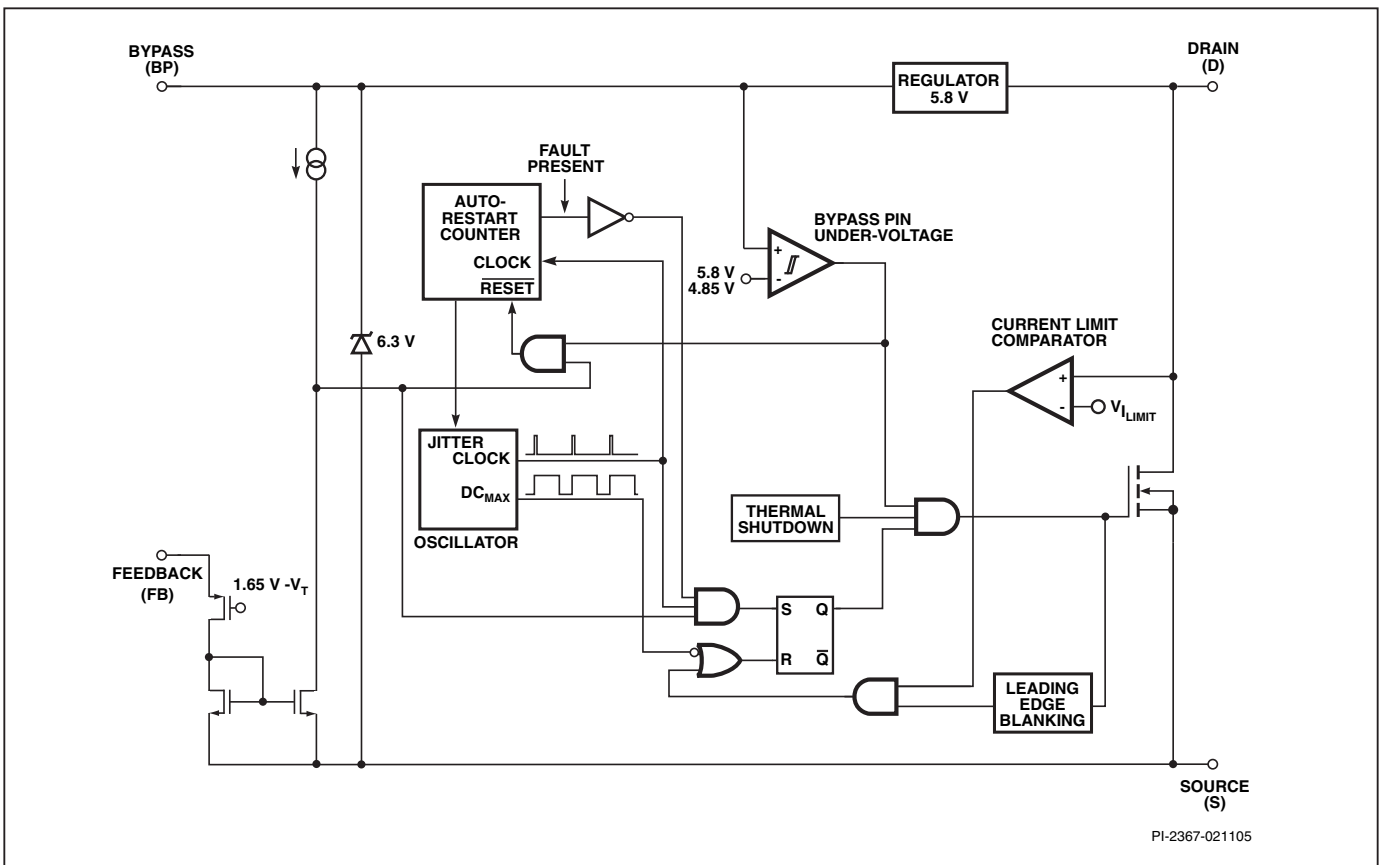 BYPASS
(BP)
DRAIN
(D)
REGULATOR
5.8 V
FAULT
PRESENT
AUTO-
RESTART
COUNTER
CLOCK
RESET
BYPASS PIN
UNDER-VOLTAGE
+
-
5.8 V
4.85 V
6.3 V
CURRENT LIMIT
COMPARATOR
+
-
VILIMIT
JITTER
CLOCK
DCMAX
OSCILLATOR
THERMAL
SHUTDOWN
FEEDBACK
(FB)
1.65 V -VT
S Q
R Q̅
LEADING
EDGE
BLANKING
SOURCE
(S)
PI-2367-021105